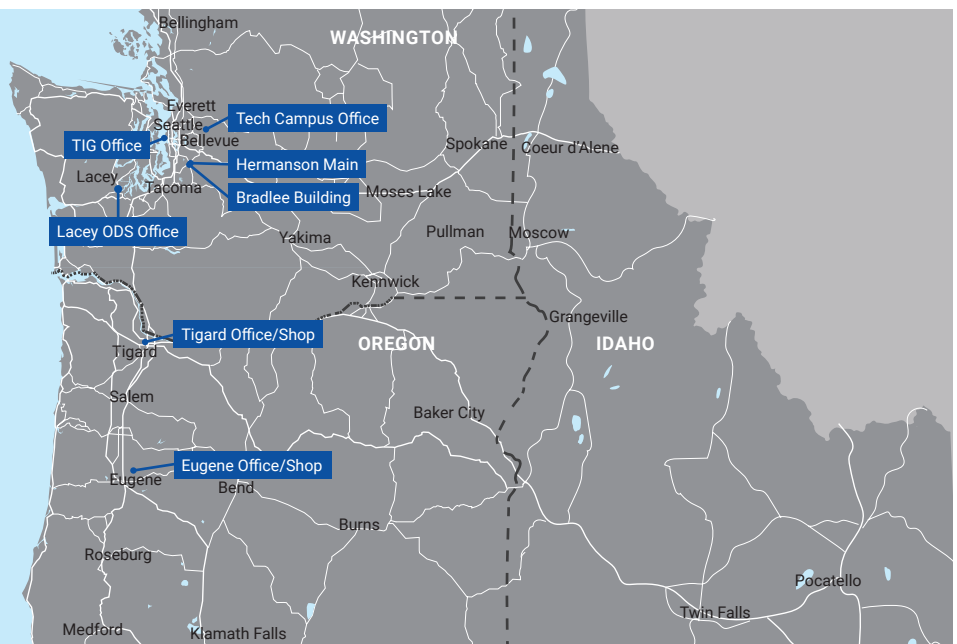 Bellingham
WASHINGTON
Everett
Tech Campus Office
Seattle
Bellevue
TIG Office
Spokane
Coeur d'Alene
Hermanson Main
Lacey
Tacoma
Bradlee Building
Moses Lake
Lacey ODS Office
Yakima
Pullman
Moscow
Kennwick
Grangeville
Tigard Office/Shop
Tigard
OREGON
IDAHO
Salem
Baker City
Eugene Office/Shop
Eugene
Bend
Burns
Roseburg
Pocatello
Twin Falls
Medford
Klamath Falls